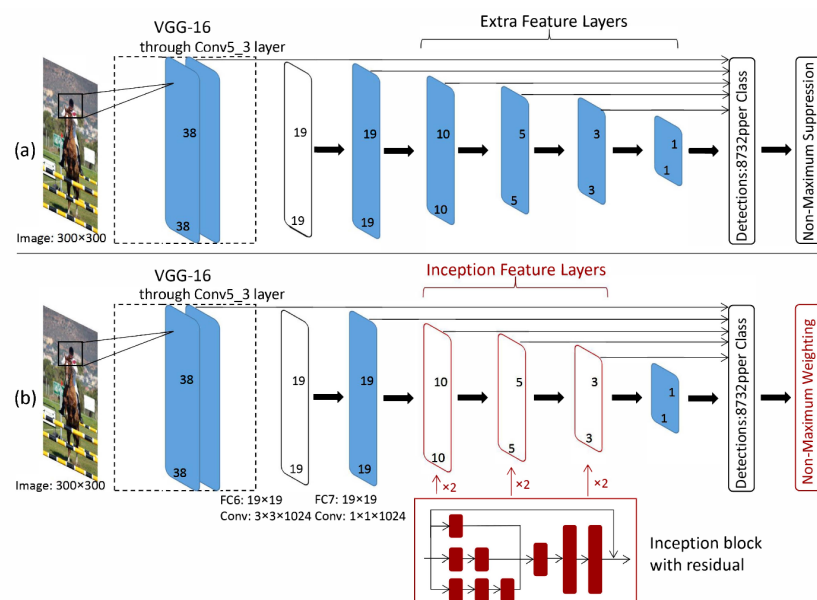 VGG-16
through Conv5_3 layer
Extra Feature Layers
(a)
38
38
19
19
19
19
10
10
5
5
3
3
1
1
Detections:8732pper Class
Non-Maximum Suppression
Image: 300×300
VGG-16
through Conv5_3 layer
Inception Feature Layers
(b)
38
38
19
19
19
19
10
10
5
5
3
3
1
1
Detections:8732pper Class
Non-Maximum Weighting
Image: 300×300
FC6: 19×19
Conv: 3×3×1024
FC7: 19×19
Conv: 1×1×1024
×2
×2
×2
Inception block
with residual